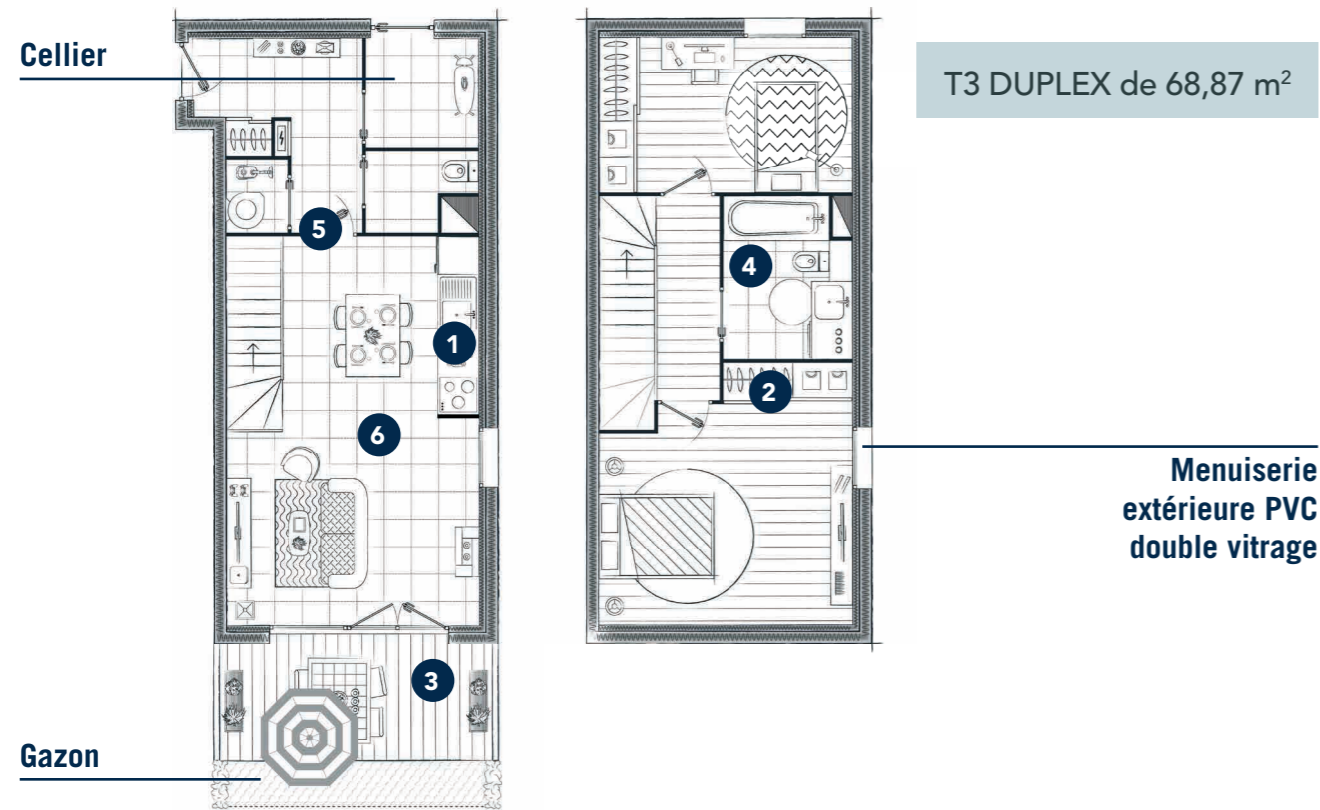 Cellier
T3 DUPLEX de 68,87 m²
5
4
1
2
6
Menuiserie
extérieure PVC
double vitrage
3
Gazon